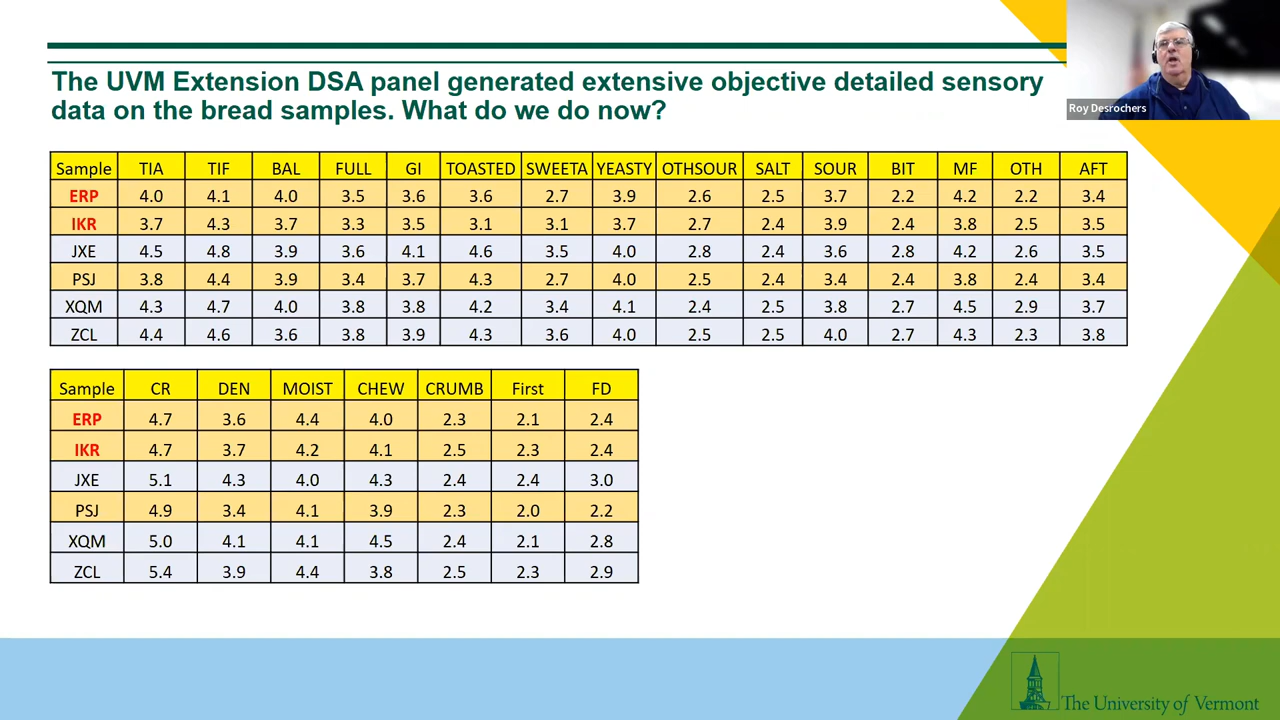 Roy Desrochers
The UVM Extension DSA panel generated extensive objective detailed sensory
data on the bread samples. What do we do now?
Sample TIA TIF BAL FULL GI TOASTED SWEETA YEASTY OTHSOUR SALT SOUR BIT MF OTH AFT
ERP 4.0 4.1 4.0 3.5 3.6 3.6 2.7 3.9 2.6 2.5 3.7 2.2 4.2 2.2 3.4
IKR 3.7 4.3 3.7 3.3 3.5 3.1 3.1 3.7 2.7 2.4 3.9 2.4 3.8 2.5 3.5
JXE 4.5 4.8 3.9 3.6 4.1 4.6 3.5 4.0 2.8 2.4 3.6 2.8 4.2 2.6 3.5
PSJ 3.8 4.4 3.9 3.4 3.7 4.3 2.7 4.0 2.5 2.4 3.4 2.4 3.8 2.4 3.4
XQM 4.3 4.7 4.0 3.8 3.8 4.2 3.4 4.1 2.4 2.5 3.8 2.7 4.5 2.9 3.7
ZCL 4.4 4.6 3.6 3.8 3.9 4.3 3.6 4.0 2.5 2.5 4.0 2.7 4.3 2.3 3.8
Sample CR DEN MOIST CHEW CRUMB First FD
ERP 4.7 3.6 4.4 4.0 2.3 2.1 2.4
IKR 4.7 3.7 4.2 4.1 2.5 2.3 2.4
JXE 5.1 4.3 4.0 4.3 2.4 2.4 3.0
PSJ 4.9 3.4 4.1 3.9 2.3 2.0 2.2
XQM 5.0 4.1 4.1 4.5 2.4 2.1 2.8
ZCL 5.4 3.9 4.4 3.8 2.5 2.3 2.9
The University of Vermont